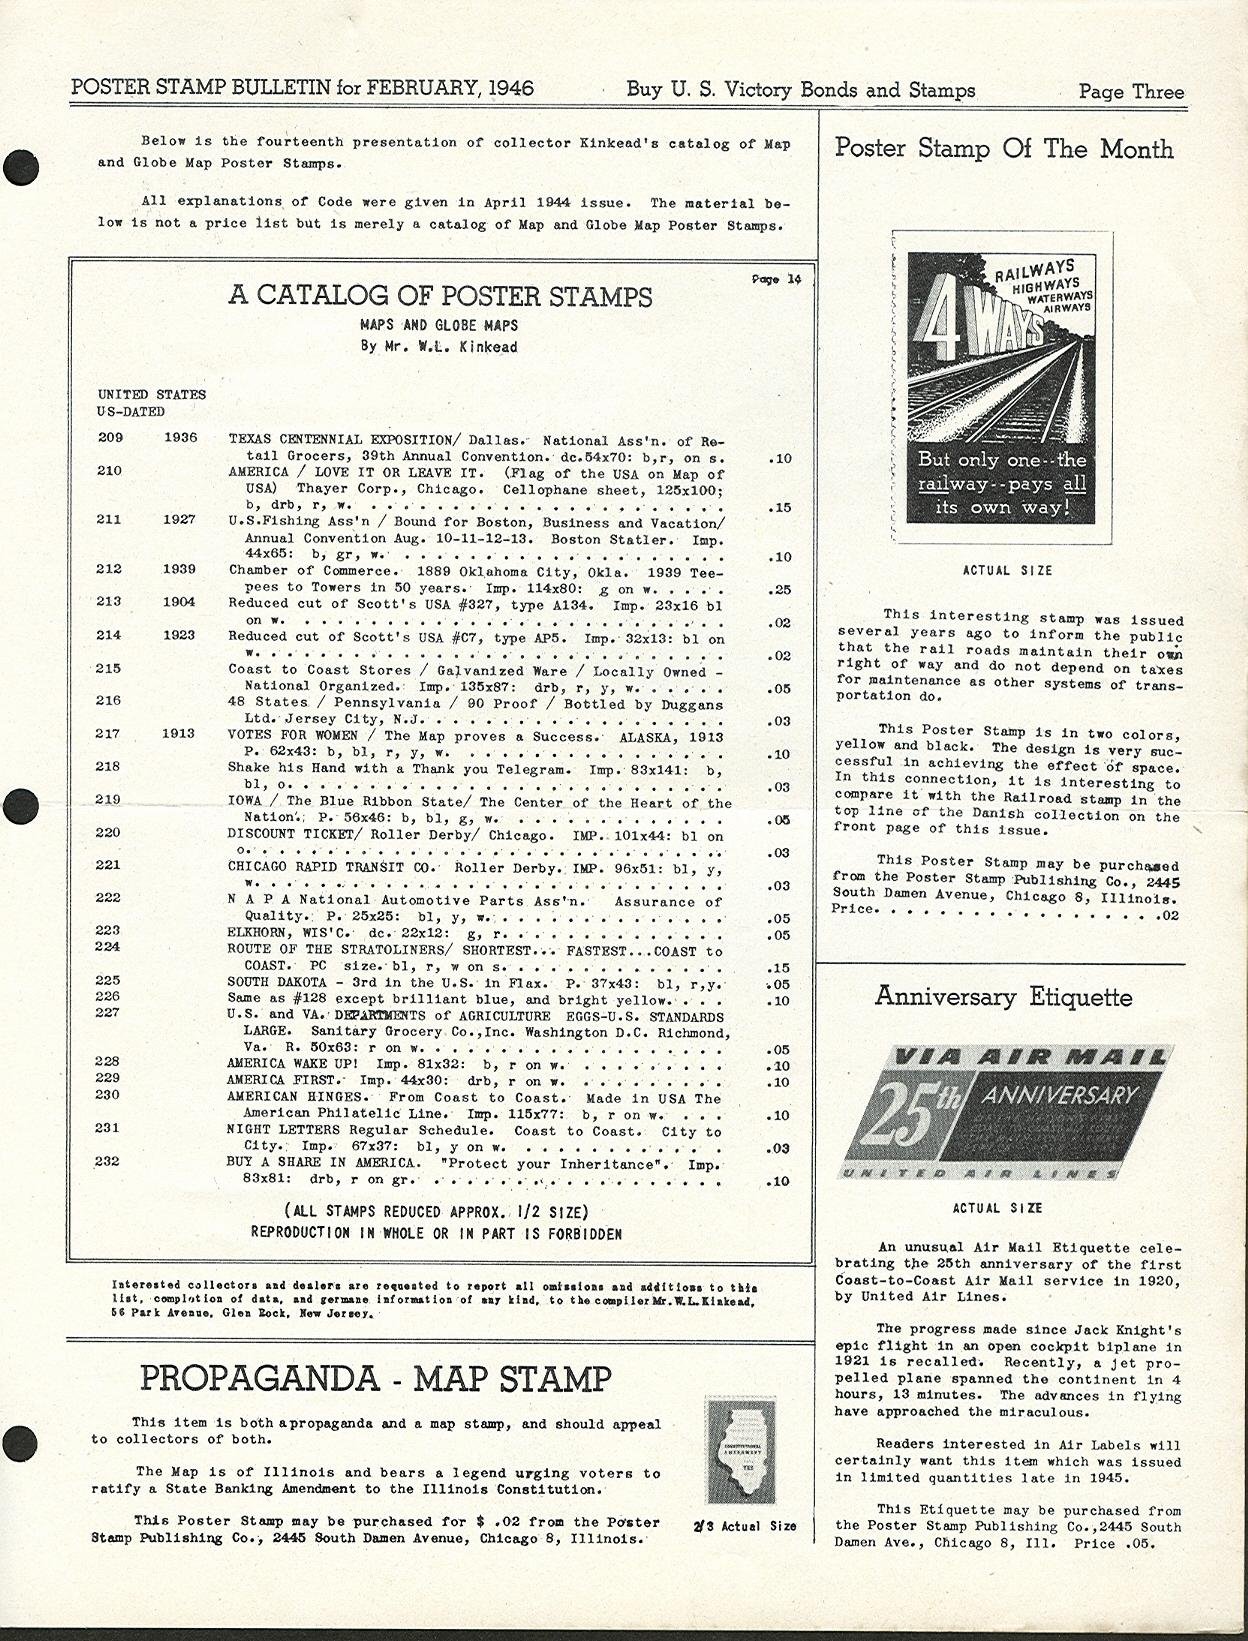 POSTER STAMP BULLETIN for FEBRUARY, 1946 Buy U. S. Victory Bonds and Stamps Page Three
Below is the fourteenth presentation of collector Kinkead's catalog of Map
and Globe Map Poster Stamps.
All explanations of Code were given in April 1944 issue. The material be-
low is not a price list but is merely a catalog of Map and Globe Map Poster Stamps.
Page 14
A CATALOG OF POSTER STAMPS
MAPS AND GLOBE MAPS
By Mr. W.L. Kinkead
UNITED STATES
US-DATED
209 1936 TEXAS CENTENNIAL EXPOSITION/ Dallas. National Ass'n. of Re-
tail Grocers, 39th Annual Convention. dc.54x70: b,r, on s. .10
210 AMERICA / LOVE IT OR LEAVE IT. (Flag of the USA on Map of
USA) Thayer Corp., Chicago. Cellophane sheet, 125x100;
b, drb, r, w. . . . . . . . . . . . . . . . . . . . .15
211 1927 U.S.Fishing Ass'n / Bound for Boston, Business and Vacation/
Annual Convention Aug. 10-11-12-13. Boston Statler. Imp.
44x65: b, gr, w. . . . . . . . . . . . . . . . . . . .10
212 1939 Chamber of Commerce. 1889 Oklahoma City, Okla. 1939 Tee-
pees to Towers in 50 years. Imp. 114x80: g on w. . . . . .25
213 1904 Reduced cut of Scott's USA #327, type A134. Imp. 23x16 bl
on w. . . . . . . . . . . . . . . . . . . . . . . . .02
214 1923 Reduced cut of Scott's USA #C7, type AP5. Imp. 32x13: bl on
w. . . . . . . . . . . . . . . . . . . . . . . . . . .02
215 Coast to Coast Stores / Galvanized Ware / Locally Owned -
National Organized. Imp. 135x87: drb, r, y, w. . . . . . .05
216 48 States / Pennsylvania / 90 Proof / Bottled by Duggans
Ltd. Jersey City, N.J. . . . . . . . . . . . . . . . . .03
217 1913 VOTES FOR WOMEN / The Map proves a Success. ALASKA, 1913
P. 62x43: b, bl, r, y, w. . . . . . . . . . . . . . . .10
218 Shake his Hand with a Thank you Telegram. Imp. 83x141: b,
bl, o. . . . . . . . . . . . . . . . . . . . . . . . .03
219 IOWA / The Blue Ribbon State/ The Center of the Heart of the
Nation. P. 56x46: b, bl, g, w. . . . . . . . . . . . . .05
220 DISCOUNT TICKET/ Roller Derby/ Chicago. IMP. 101x44: bl on
o. . . . . . . . . . . . . . . . . . . . . . . . . . .03
221 CHICAGO RAPID TRANSIT CO. Roller Derby. IMP. 96x51: bl, y,
w. . . . . . . . . . . . . . . . . . . . . . . . . . .03
222 N A P A National Automotive Parts Ass'n. Assurance of
Quality. P. 25x25: bl, y, w. . . . . . . . . . . . . . .05
223 ELKHORN, WIS'C. dc. 22x12: g, r. . . . . . . . . . . . . .05
224 ROUTE OF THE STRATOLINERS/ SHORTEST... FASTEST...COAST to
COAST. PC size. bl, r, w on s. . . . . . . . . . . . . .15
225 SOUTH DAKOTA - 3rd in the U.S. in Flax. P. 37x43: bl, r,y. .05
226 Same as #128 except brilliant blue, and bright yellow. . . . .10
227 U.S. and VA. DEPARTMENTS of AGRICULTURE EGGS-U.S. STANDARDS
LARGE. Sanitary Grocery Co.,Inc. Washington D.C. Richmond,
Va. R. 50x63: r on w. . . . . . . . . . . . . . . . . .05
228 AMERICA WAKE UP! Imp. 81x32: b, r on w. . . . . . . . . .10
229 AMERICA FIRST. Imp. 44x30: drb, r on w. . . . . . . . . .10
230 AMERICAN HINGES. From Coast to Coast. Made in USA The
American Philatelic Line. Imp. 115x77: b, r on w. . . . .10
231 NIGHT LETTERS Regular Schedule. Coast to Coast. City to
City. Imp. 67x37: bl, y on w. . . . . . . . . . . . . .03
232 BUY A SHARE IN AMERICA. "Protect your Inheritance". Imp.
83x81: drb, r on gr. . . . . . . . . . . . . . . . . . .10
(ALL STAMPS REDUCED APPROX. 1/2 SIZE)
REPRODUCTION IN WHOLE OR IN PART IS FORBIDDEN
Interested collectors and dealers are requested to report all omissions and additions to this
list, complotion of data, and germane information of any kind, to the compiler Mr.W.L.Kinkead,
56 Park Avenue, Glen Rock, New Jersey.
PROPAGANDA - MAP STAMP
This item is both apropaganda and a map stamp, and should appeal
to collectors of both.
The Map is of Illinois and bears a legend urging voters to
ratify a State Banking Amendment to the Illinois Constitution.
This Poster Stamp may be purchased for $ .02 from the Poster
Stamp Publishing Co., 2445 South Damen Avenue, Chicago 8, Illinois.
CONSTITUTIONAL
AMENDMENT
YES
2/3 Actual Size
Poster Stamp Of The Month
RAILWAYS
HIGHWAYS
WATERWAYS
AIRWAYS
4 WAYS
But only one--the
railway--pays all
its own way!
ACTUAL SIZE
This interesting stamp was issued
several years ago to inform the public
that the rail roads maintain their own
right of way and do not depend on taxes
for maintenance as other systems of trans-
portation do.
This Poster Stamp is in two colors,
yellow and black. The design is very suc-
cessful in achieving the effect of space.
In this connection, it is interesting to
compare it with the Railroad stamp in the
top line of the Danish collection on the
front page of this issue.
This Poster Stamp may be purchased
from the Poster Stamp Publishing Co., 2445
South Damen Avenue, Chicago 8, Illinois.
Price. . . . . . . . . . . . . . . . . .02
Anniversary Etiquette
VIA AIR MAIL
25th ANNIVERSARY
UNITED AIR LINES
ACTUAL SIZE
An unusual Air Mail Etiquette cele-
brating the 25th anniversary of the first
Coast-to-Coast Air Mail service in 1920,
by United Air Lines.
The progress made since Jack Knight's
epic flight in an open cockpit biplane in
1921 is recalled. Recently, a jet pro-
pelled plane spanned the continent in 4
hours, 13 minutes. The advances in flying
have approached the miraculous.
Readers interested in Air Labels will
certainly want this item which was issued
in limited quantities late in 1945.
This Etiquette may be purchased from
the Poster Stamp Publishing Co.,2445 South
Damen Ave., Chicago 8, Ill. Price .05.